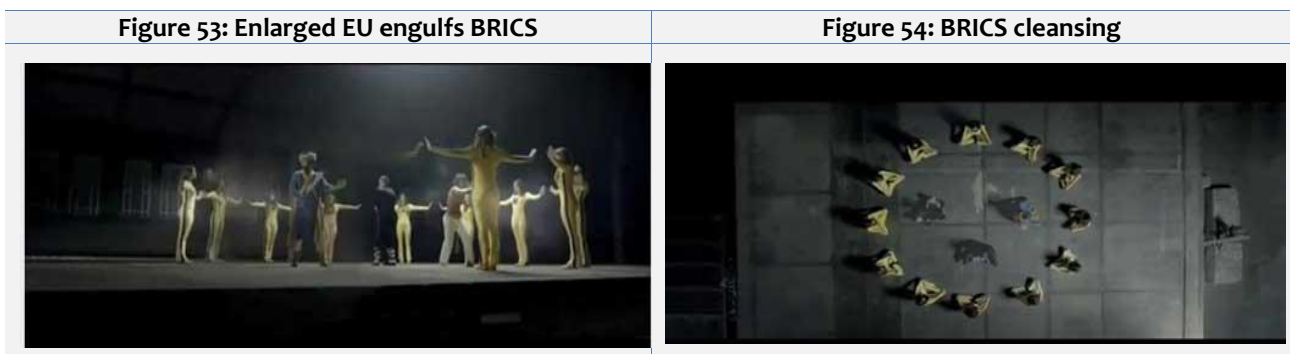 Figure 53: Enlarged EU engulfs BRICS
Figure 54: BRICS cleansing